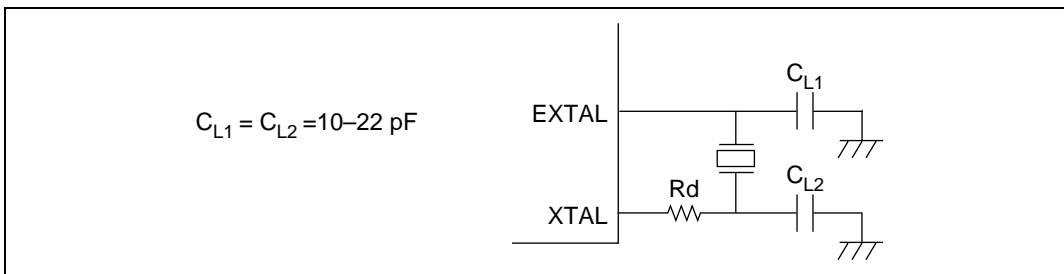 C_L1
EXTAL
C_L1 = C_L2 =10–22 pF
Rd
C_L2
XTAL